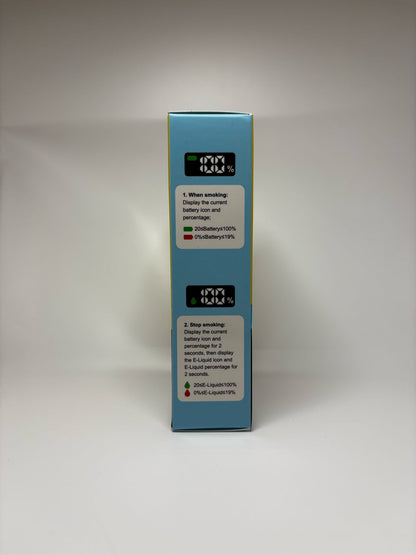 100%
1. When smoking:
Display the current
battery icon and
percentage;
20≤Battery≤100%
0%≤Battery≤19%
100%
2. Stop smoking:
Display the current
battery icon and
percentage for 2
seconds, then display
the E-Liquid icon and
E-Liquid percentage for
2 seconds.
20≤E-Liquid≤100%
0%≤E-Liquid≤19%